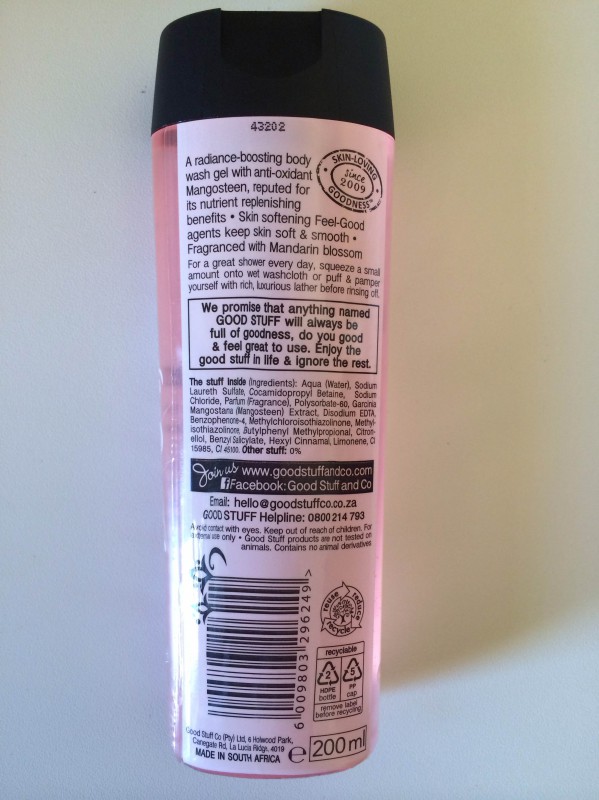 43202
A radiance-boosting body
wash gel with anti-oxidant
Mangosteen, reputed for
its nutrient replenishing
benefits • Skin softening Feel-Good
agents keep skin soft & smooth •
Fragranced with Mandarin blossom
SKIN-LOVING
since
2009
GOODNESS™
For a great shower every day, squeeze a small
amount onto wet washcloth or puff & pamper
yourself with rich, luxurious lather before rinsing off.
We promise that anything named
GOOD STUFF will always be
full of goodness, do you good
& feel great to use. Enjoy the
good stuff in life & ignore the rest.
The stuff inside (Ingredients): Aqua (Water), Sodium
Laureth Sulfate, Cocamidopropyl Betaine, Sodium
Chloride, Parfum (Fragrance), Polysorbate-60, Garcinia
Mangostana (Mangosteen) Extract, Disodium EDTA,
Benzophenone-4, Methylchloroisothiazolinone, Methyl-
isothiazolinone, Butylphenyl Methylpropional, Citron-
ellol, Benzyl Salicylate, Hexyl Cinnamal, Limonene, CI
15985, CI 45100. Other stuff: 0%
Join us www.goodstuffandco.com
f Facebook: Good Stuff and Co
Email: hello@goodstuffco.co.za
GOOD STUFF Helpline: 0800 214 793
Avoid contact with eyes. Keep out of reach of children. For
external use only • Good Stuff products are not tested on
animals. Contains no animal derivatives
6 009803 296249 >
reuse reduce
recycle
recyclable
2 5
HDPE PP
bottle cap
remove label
before recycling
Good Stuff Co (Pty) Ltd, 6 Holwood Park,
Canegate Rd, La Lucia Ridgn. 4019
MADE IN SOUTH AFRICA
e 200 ml